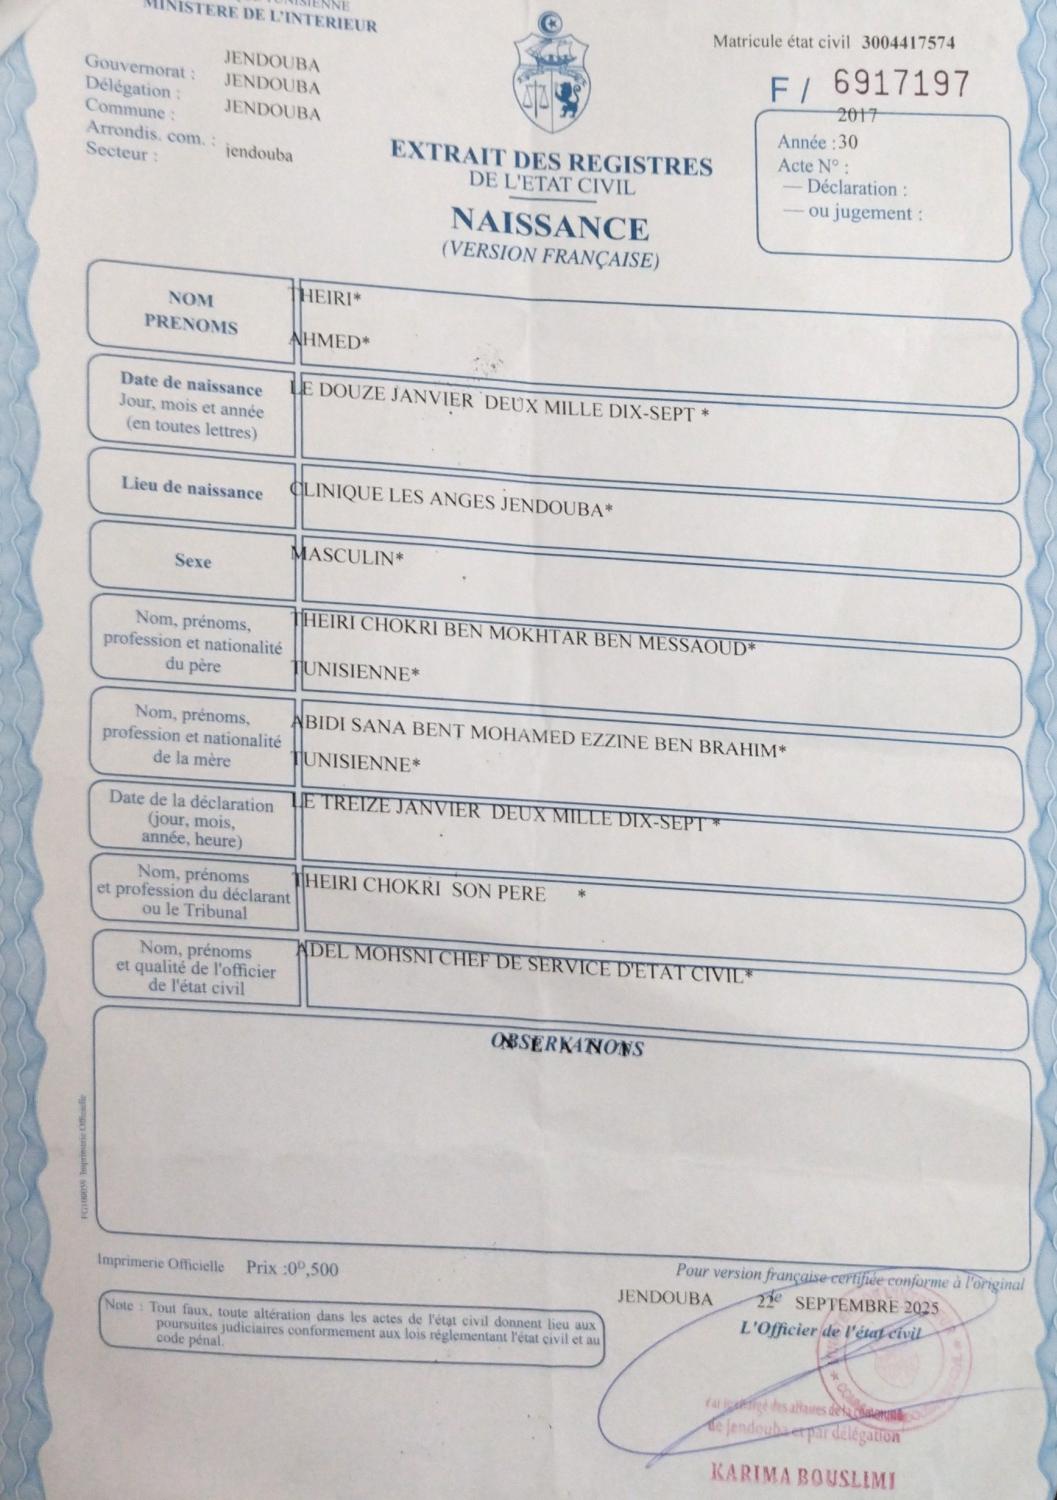 TUNISIENNE
MINISTERE DE L'INTERIEUR
Gouvernorat : JENDOUBA
Délégation : JENDOUBA
Commune : JENDOUBA
Arrondis. com. :
Secteur : jendouba
Matricule état civil 3004417574
F / 6917197
2017
Année : 30
Acte N° :
— Déclaration :
— ou jugement :
EXTRAIT DES REGISTRES
DE L'ETAT CIVIL
NAISSANCE
(VERSION FRANÇAISE)
NOM
PRENOMS
THEIRI*
AHMED*
Date de naissance
Jour, mois et année
(en toutes lettres)
LE DOUZE JANVIER DEUX MILLE DIX-SEPT *
Lieu de naissance
CLINIQUE LES ANGES JENDOUBA*
Sexe
MASCULIN*
Nom, prénoms,
profession et nationalité
du père
THEIRI CHOKRI BEN MOKHTAR BEN MESSAOUD*
TUNISIENNE*
Nom, prénoms,
profession et nationalité
de la mère
ABIDI SANA BENT MOHAMED EZZINE BEN BRAHIM*
TUNISIENNE*
Date de la déclaration
(jour, mois,
année, heure)
LE TREIZE JANVIER DEUX MILLE DIX-SEPT *
Nom, prénoms
et profession du déclarant
ou le Tribunal
THEIRI CHOKRI SON PERE *
Nom, prénoms
et qualité de l'officier
de l'état civil
ADEL MOHSNI CHEF DE SERVICE D'ETAT CIVIL*
OBSERVATIONS
Imprimerie Officielle
Imprimerie Officielle Prix :0ᴰ,500
Note : Tout faux, toute altération dans les actes de l'état civil donnent lieu aux
poursuites judiciaires conformement aux lois réglementant l'état civil et au
code pénal.
Pour version française certifiée conforme à l'original
JENDOUBA 22 le SEPTEMBRE 2025
L'Officier de l'état civil
chargé des affaires de la commune
de Jendouba et par délégation
KARIMA BOUSLIMI